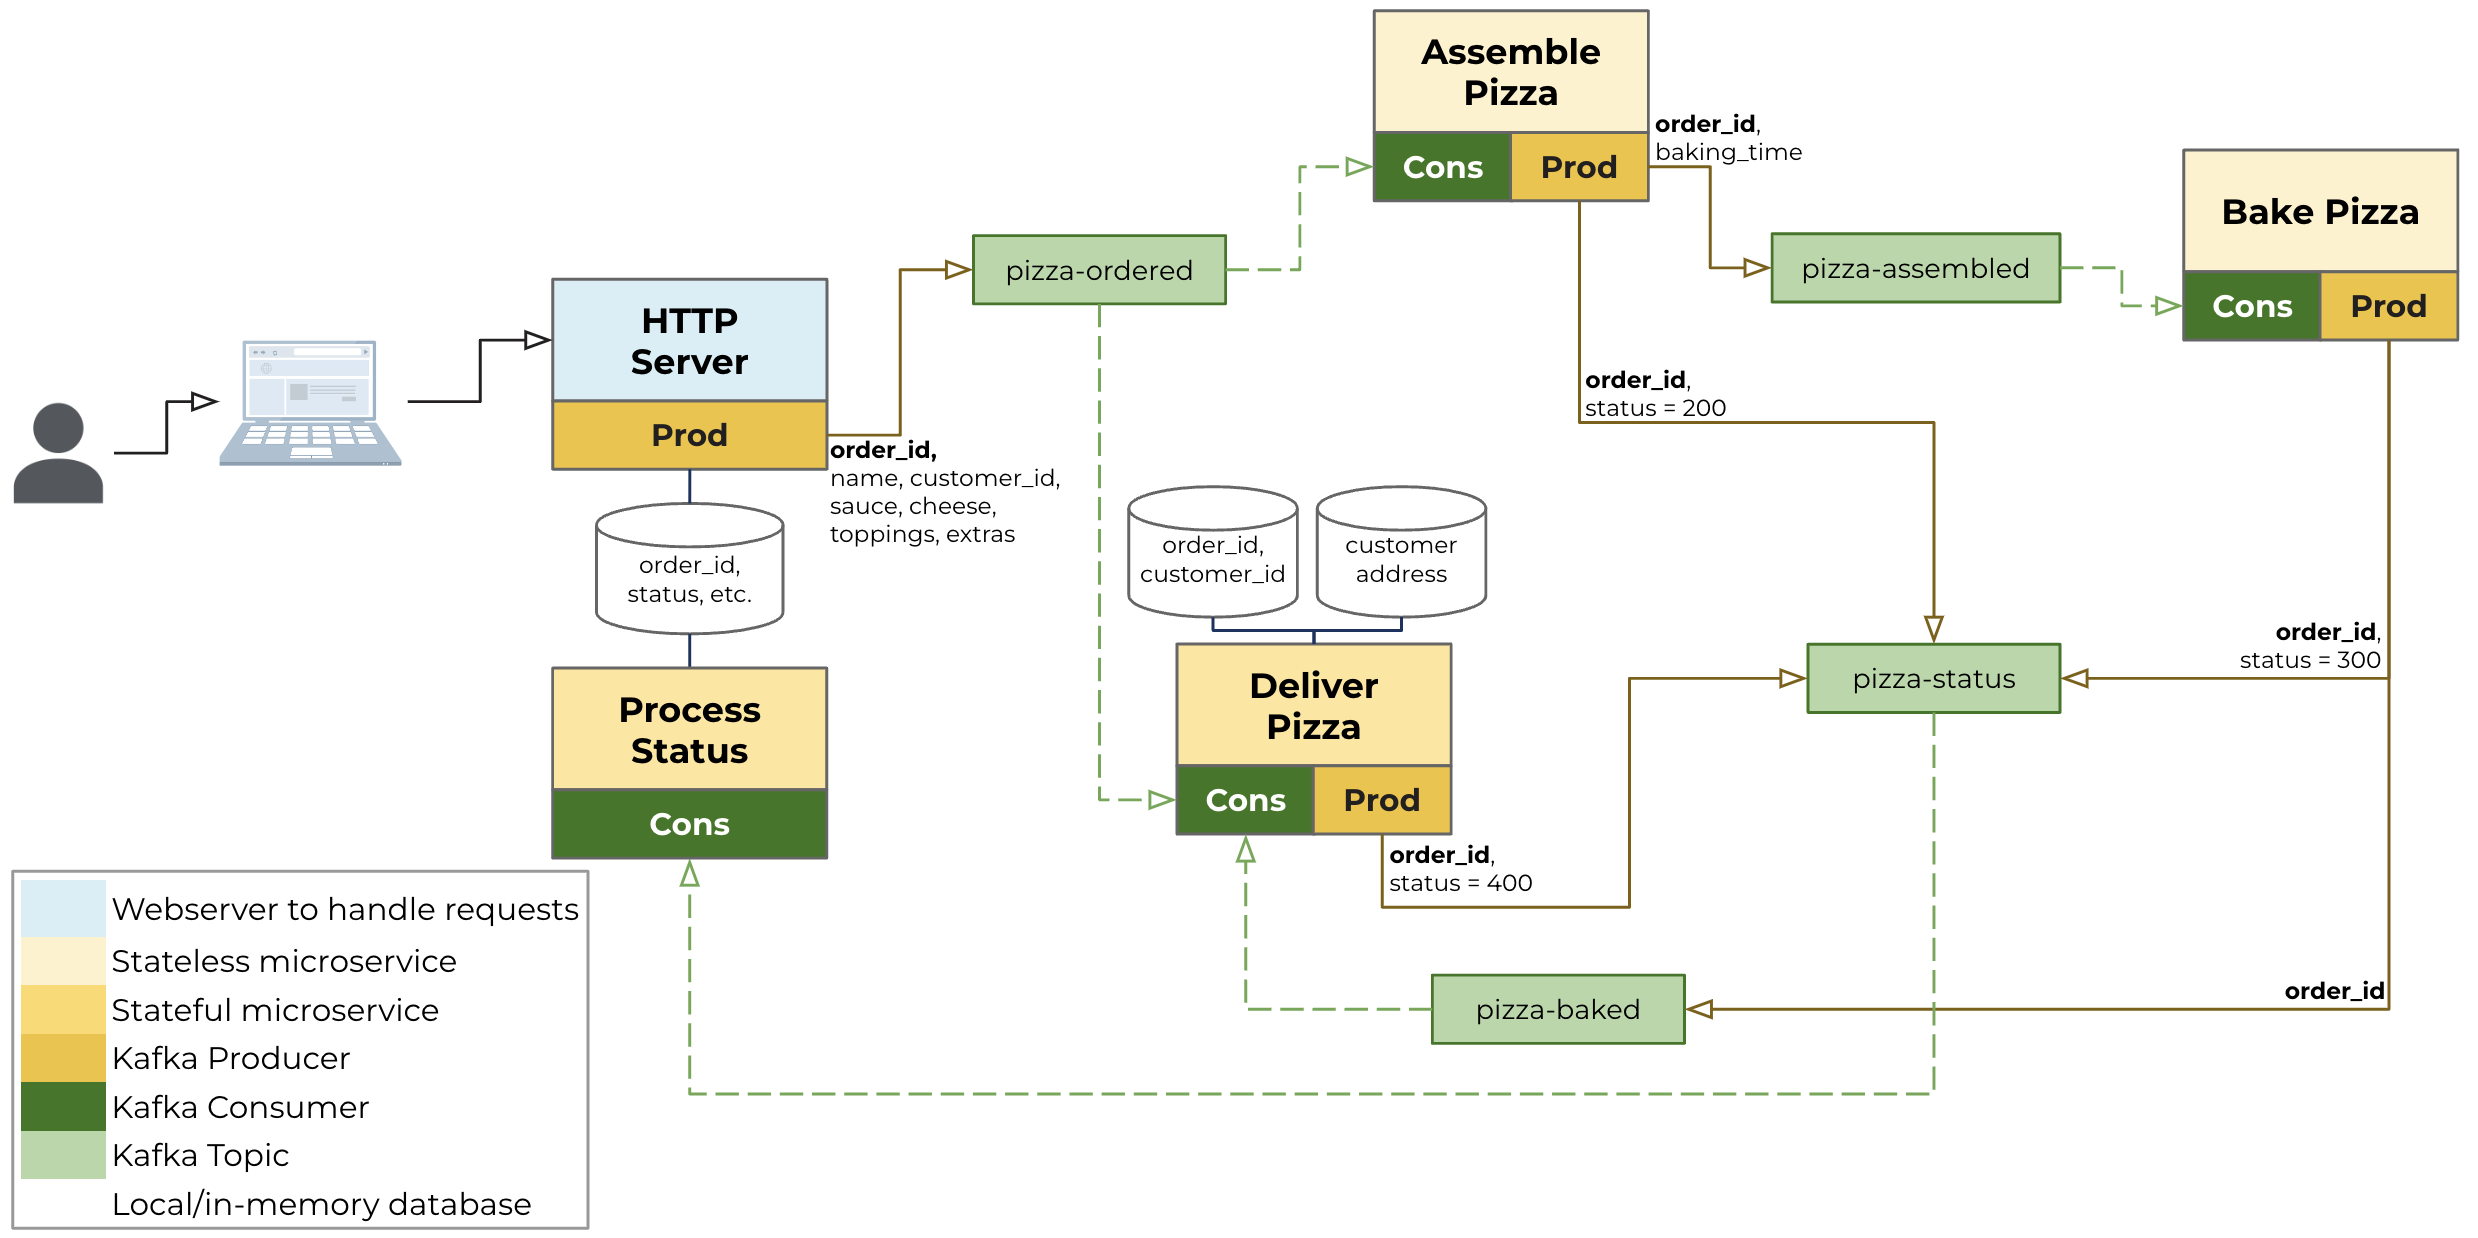 Assemble
Pizza
Cons
Prod
order_id,
baking_time
Bake Pizza
Cons
Prod
pizza-ordered
pizza-assembled
HTTP
Server
Prod
order_id,
name, customer_id,
sauce, cheese,
toppings, extras
order_id,
status = 200
order_id,
status, etc.
order_id,
customer_id
customer
address
Process
Status
Cons
Deliver
Pizza
Cons
Prod
order_id,
status = 400
pizza-status
order_id,
status = 300
pizza-baked
order_id
Webserver to handle requests
Stateless microservice
Stateful microservice
Kafka Producer
Kafka Consumer
Kafka Topic
Local/in-memory database